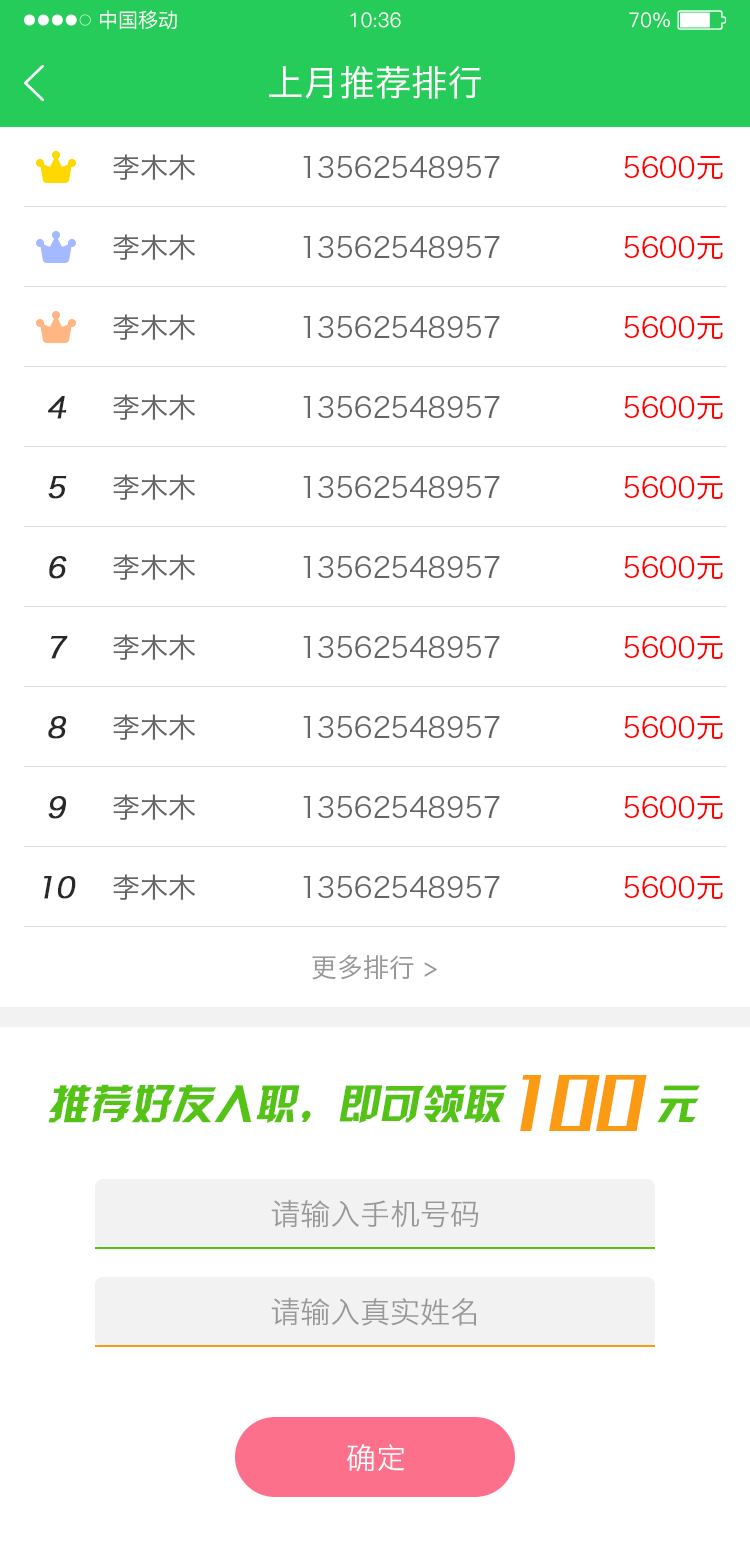 中国移动 10:36 70%
上月推荐排行
李木木 13562548957 5600元
李木木 13562548957 5600元
李木木 13562548957 5600元
4 李木木 13562548957 5600元
5 李木木 13562548957 5600元
6 李木木 13562548957 5600元
7 李木木 13562548957 5600元
8 李木木 13562548957 5600元
9 李木木 13562548957 5600元
10 李木木 13562548957 5600元
更多排行 >
推荐好友入职，即可领取100元
请输入手机号码
请输入真实姓名
确定